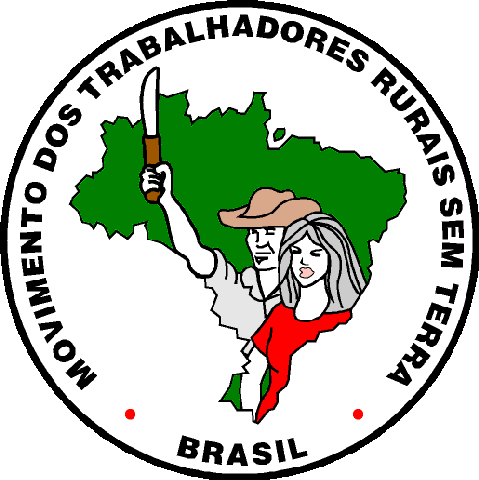 MOVIMENTO DOS TRABALHADORES RURAIS SEM TERRA
BRASIL